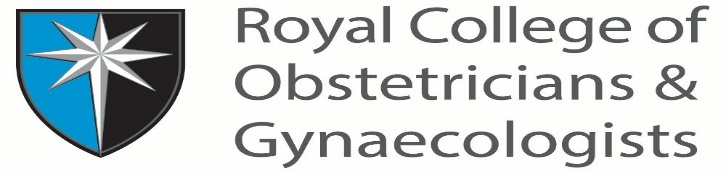 Royal College of
Obstetricians &
Gynaecologists